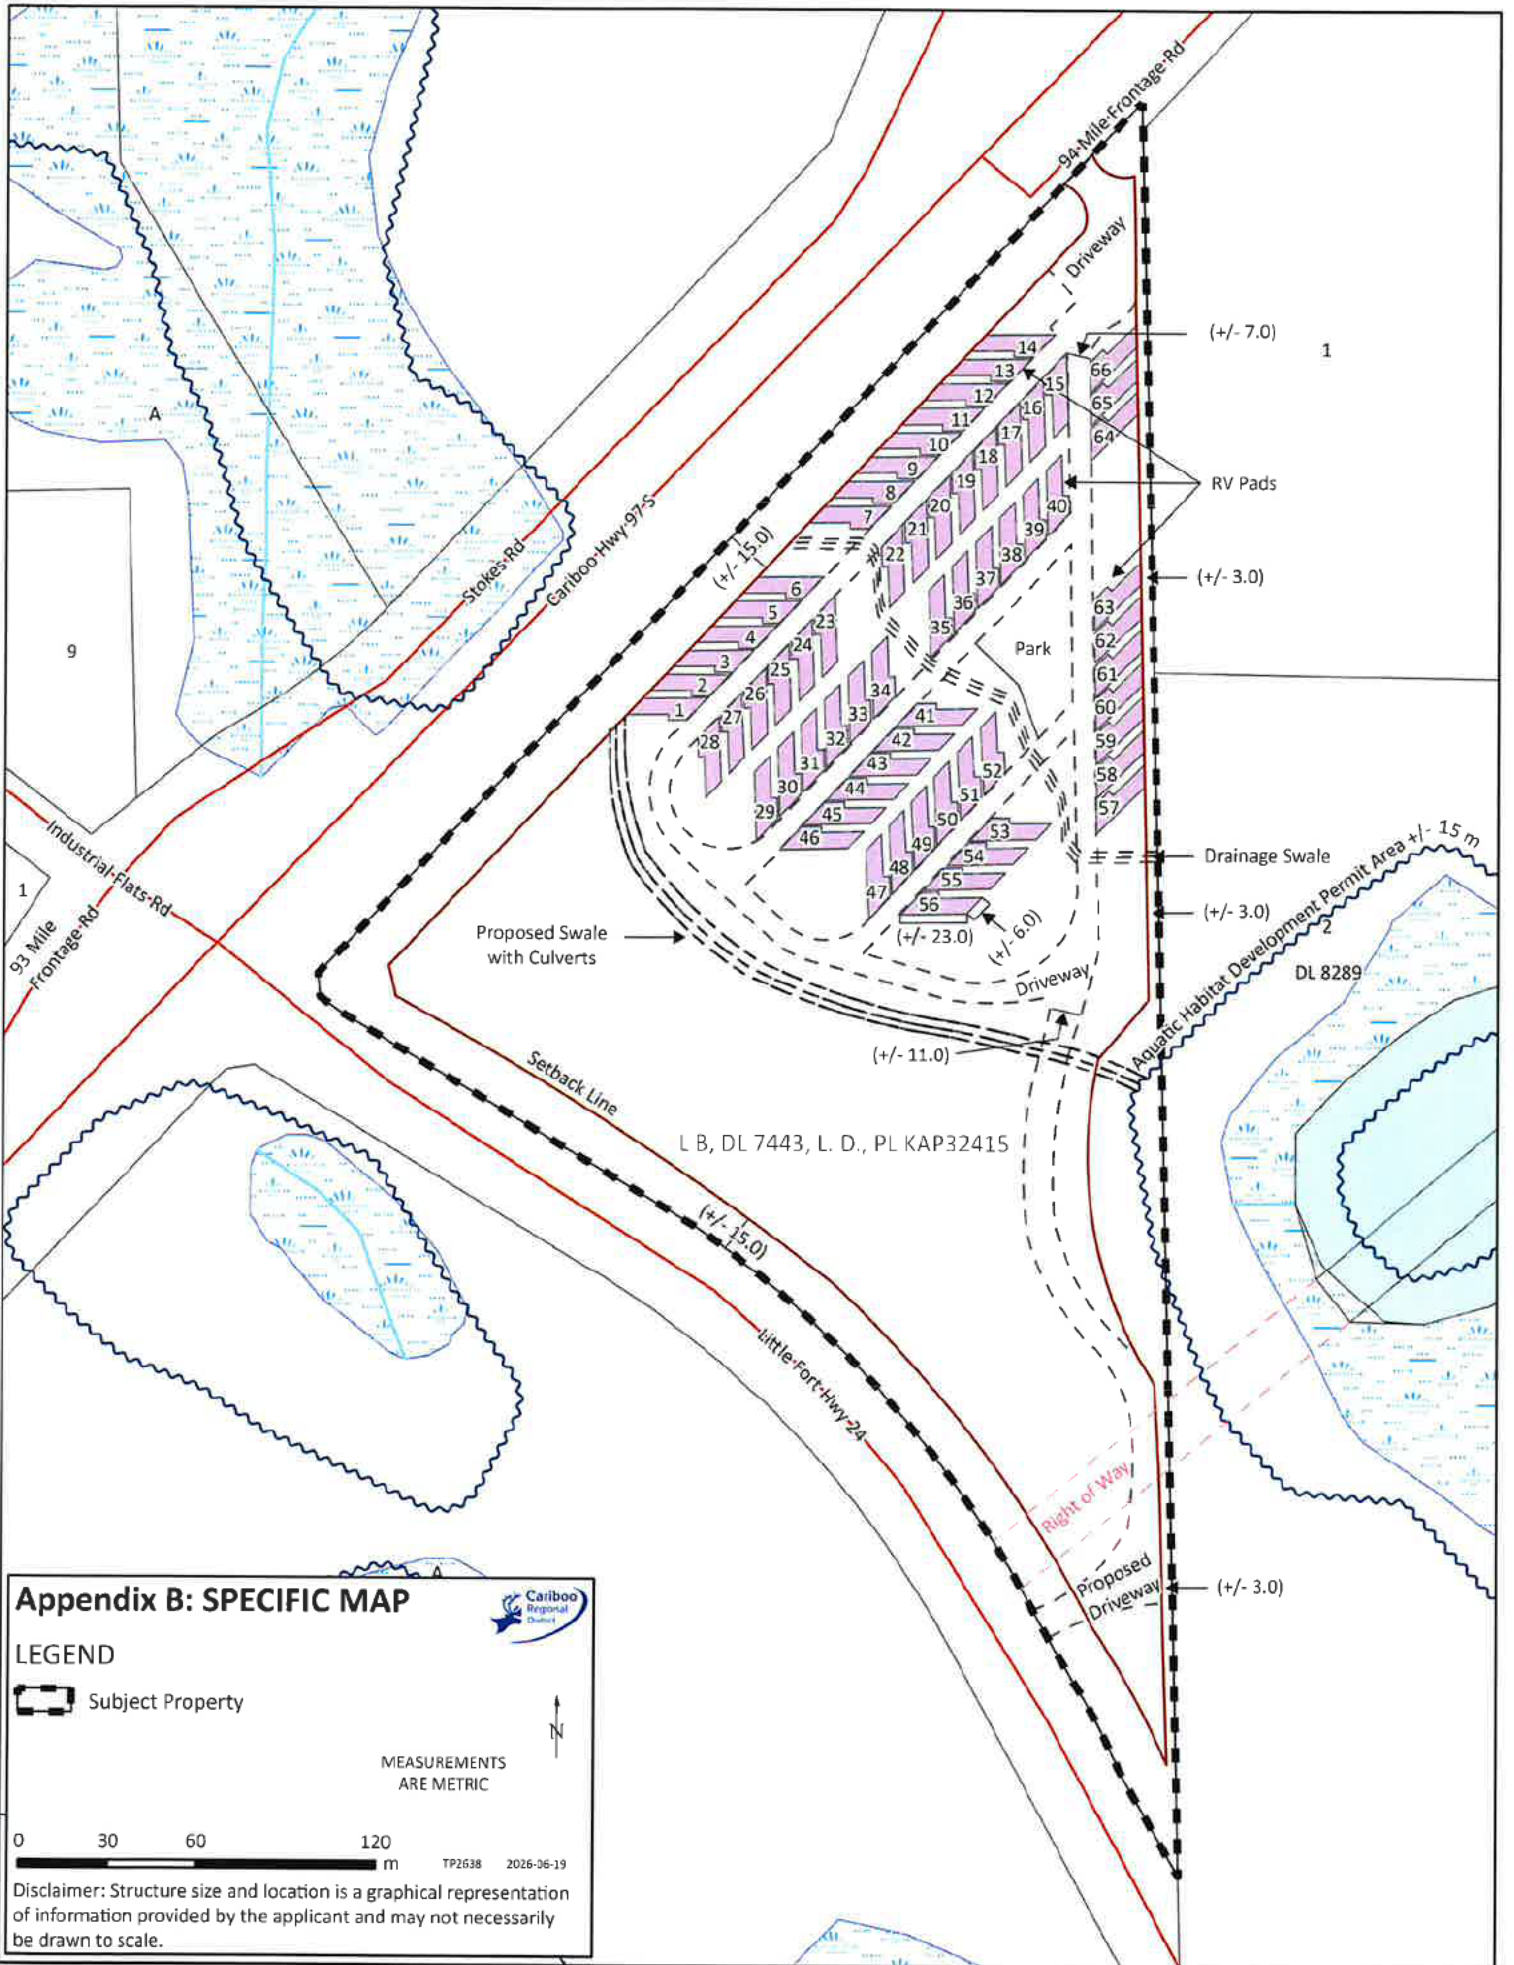 94-Mile-Frontage-Rd
Driveway
(+/- 7.0)
1
14
13
12
11
10
9
8
7
15
16
17
18
19
20
21
22
66
65
64
RV Pads
40
39
38
37
36
35
(+/- 15.0)
(+/- 3.0)
Stokes-Rd
Cariboo-Hwy-97-S
A
9
6
5
4
3
2
1
23
24
25
26
27
28
34
33
32
31
30
29
Park
63
62
61
60
59
58
57
41
42
43
44
45
46
52
51
50
49
48
47
53
54
55
56
Drainage Swale
(+/- 3.0)
(+/- 23.0)
(+/- 6.0)
Aquatic Habitat Development Permit Area +/- 15 m
2
DL 8289
Industrial-Flats-Rd
1
93 Mile
Frontage-Rd
Proposed Swale
with Culverts
Driveway
(+/- 11.0)
Setback Line
L B, DL 7443, L. D., PL KAP32415
(+/- 15.0)
Little-Fort-Hwy-24
Right of Way
Proposed
Driveway
(+/- 3.0)
A
Appendix B: SPECIFIC MAP
Cariboo
Regional
District
LEGEND
Subject Property
N
MEASUREMENTS
ARE METRIC
0 30 60 120
m
TP2638 2026-06-19
Disclaimer: Structure size and location is a graphical representation
of information provided by the applicant and may not necessarily
be drawn to scale.